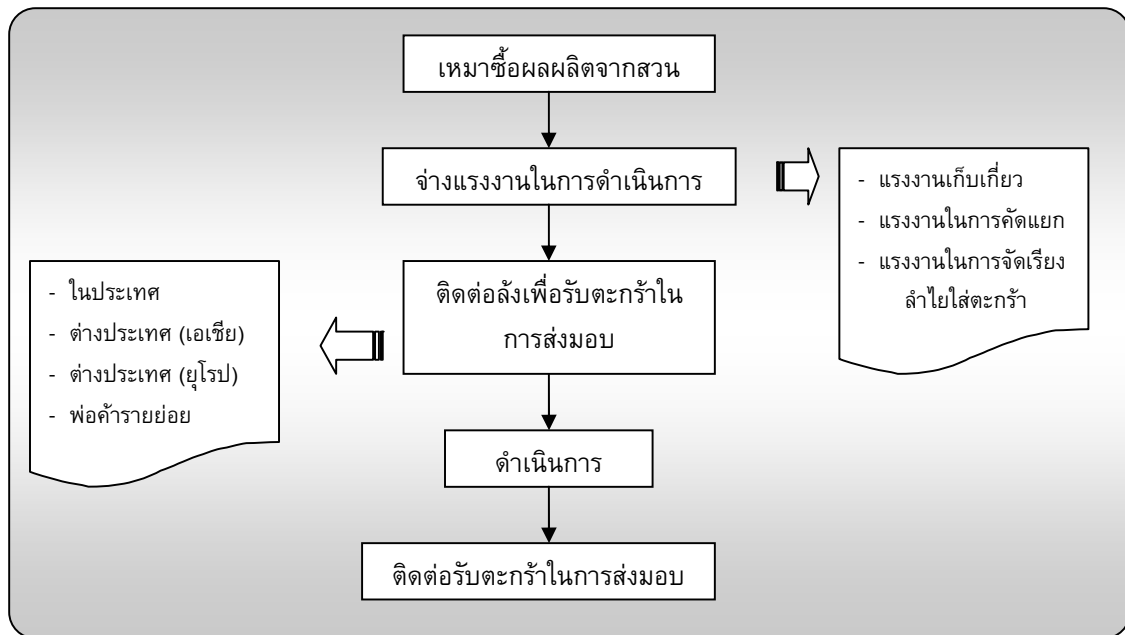 เหมาซื้อผลผลิตจากสวน
จ่างแรงงานในการดำเนินการ
- แรงงานเก็บเกี่ยว
- แรงงานในการคัดแยก
- แรงงานในการจัดเรียง
ลำไยใส่ตะกร้า
ติดต่อลังเพื่อรับตะกร้าใน
การส่งมอบ
- ในประเทศ
- ต่างประเทศ (เอเชีย)
- ต่างประเทศ (ยุโรป)
- พ่อค้ารายย่อย
ดำเนินการ
ติดต่อรับตะกร้าในการส่งมอบ